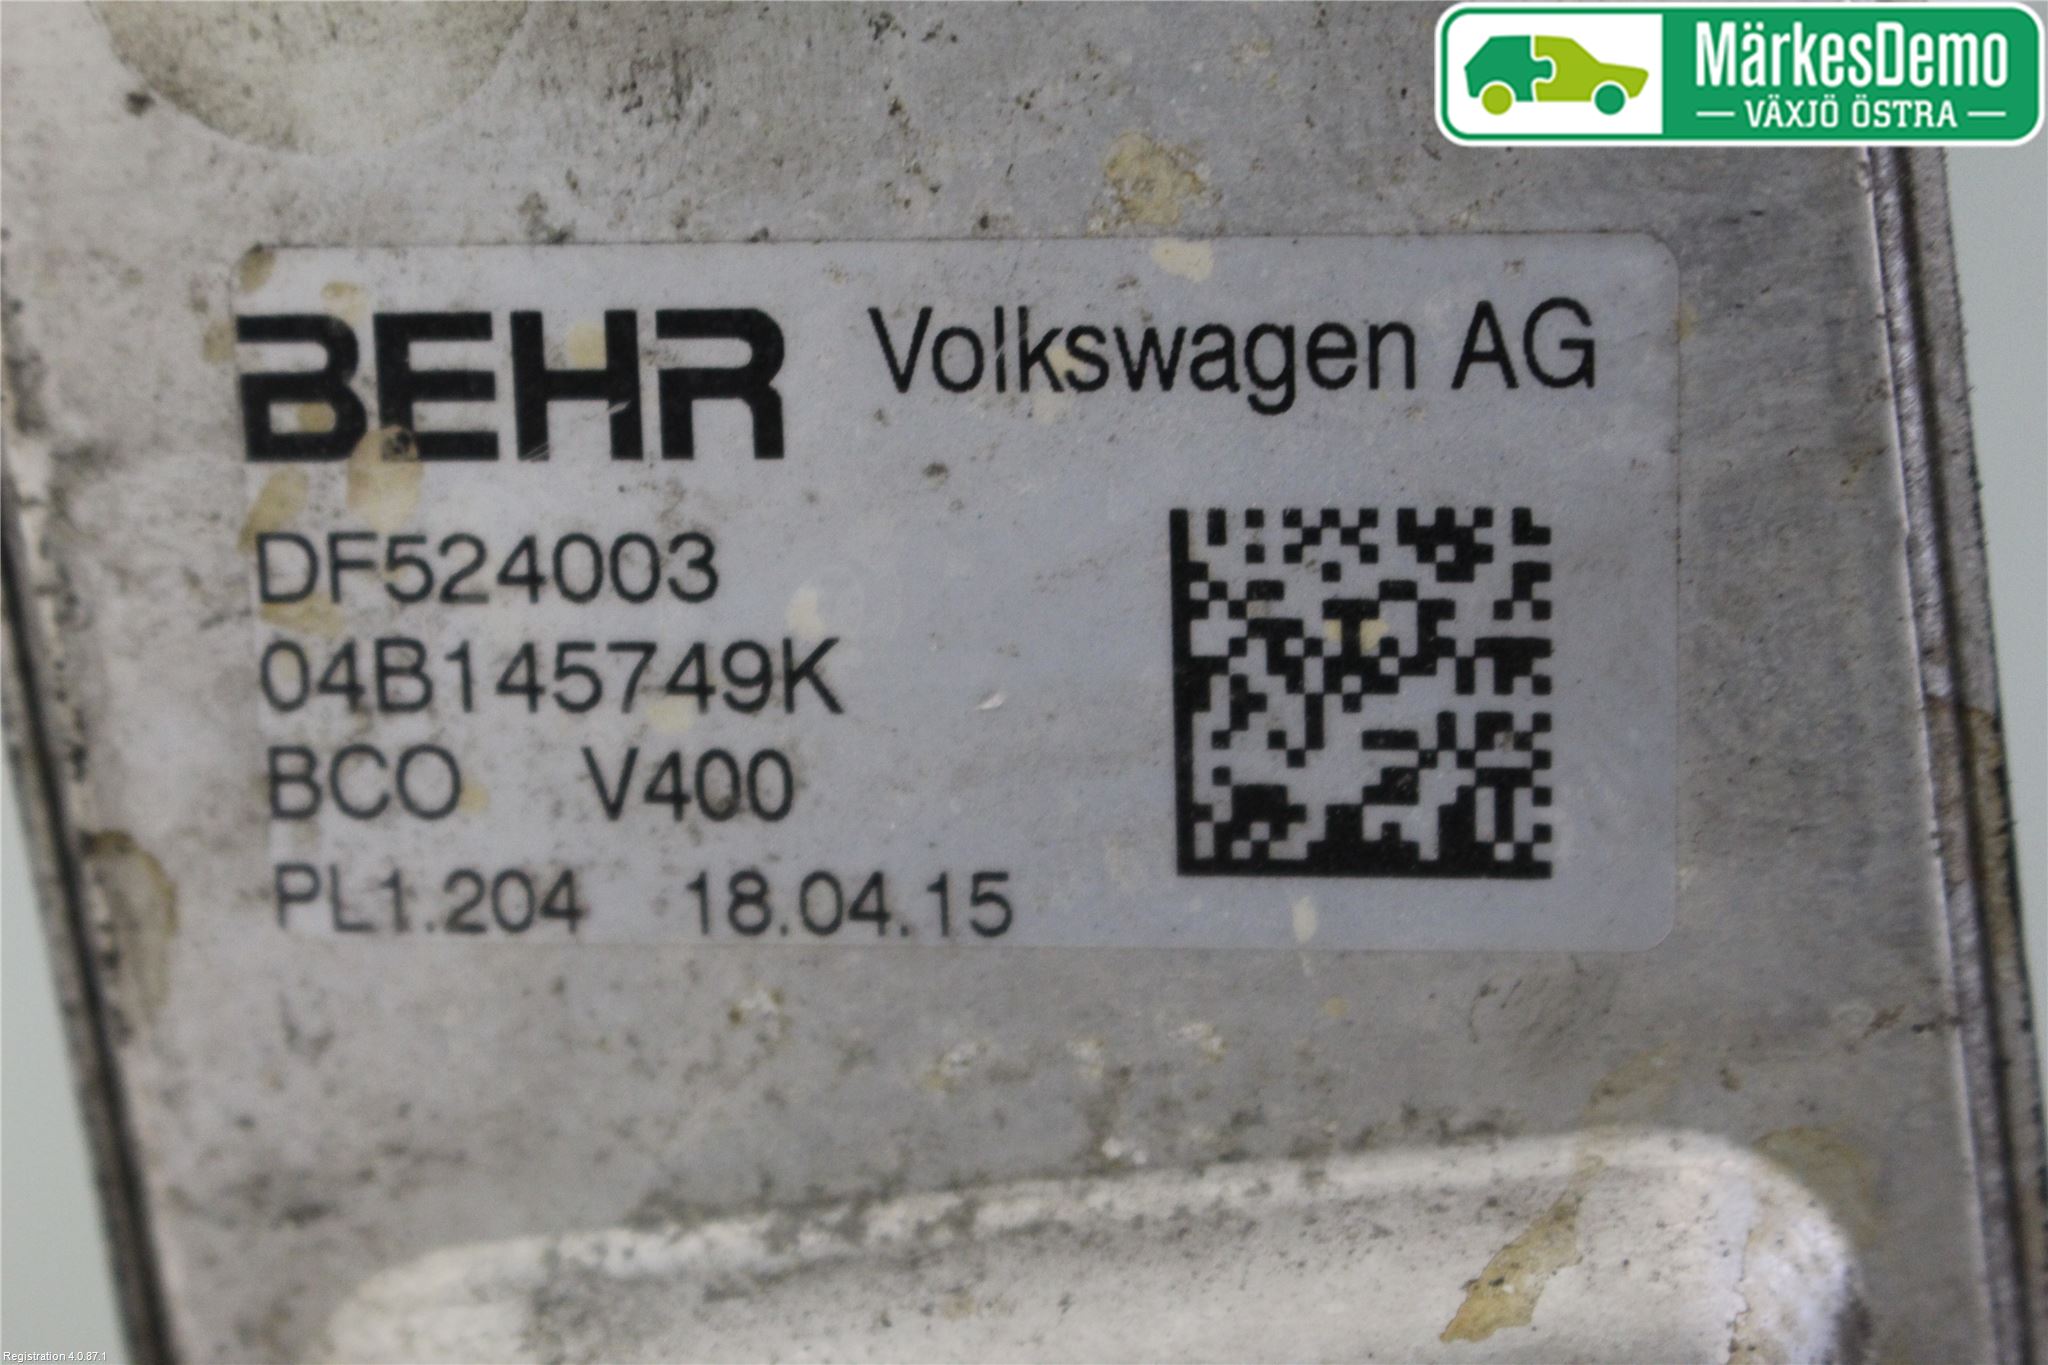 MärkesDemo
VÄXJÖ ÖSTRA
BEHR Volkswagen AG
DF524003
04B145749K
BCO V400
PL1.204 18.04.15
Registration 4.0.87.1